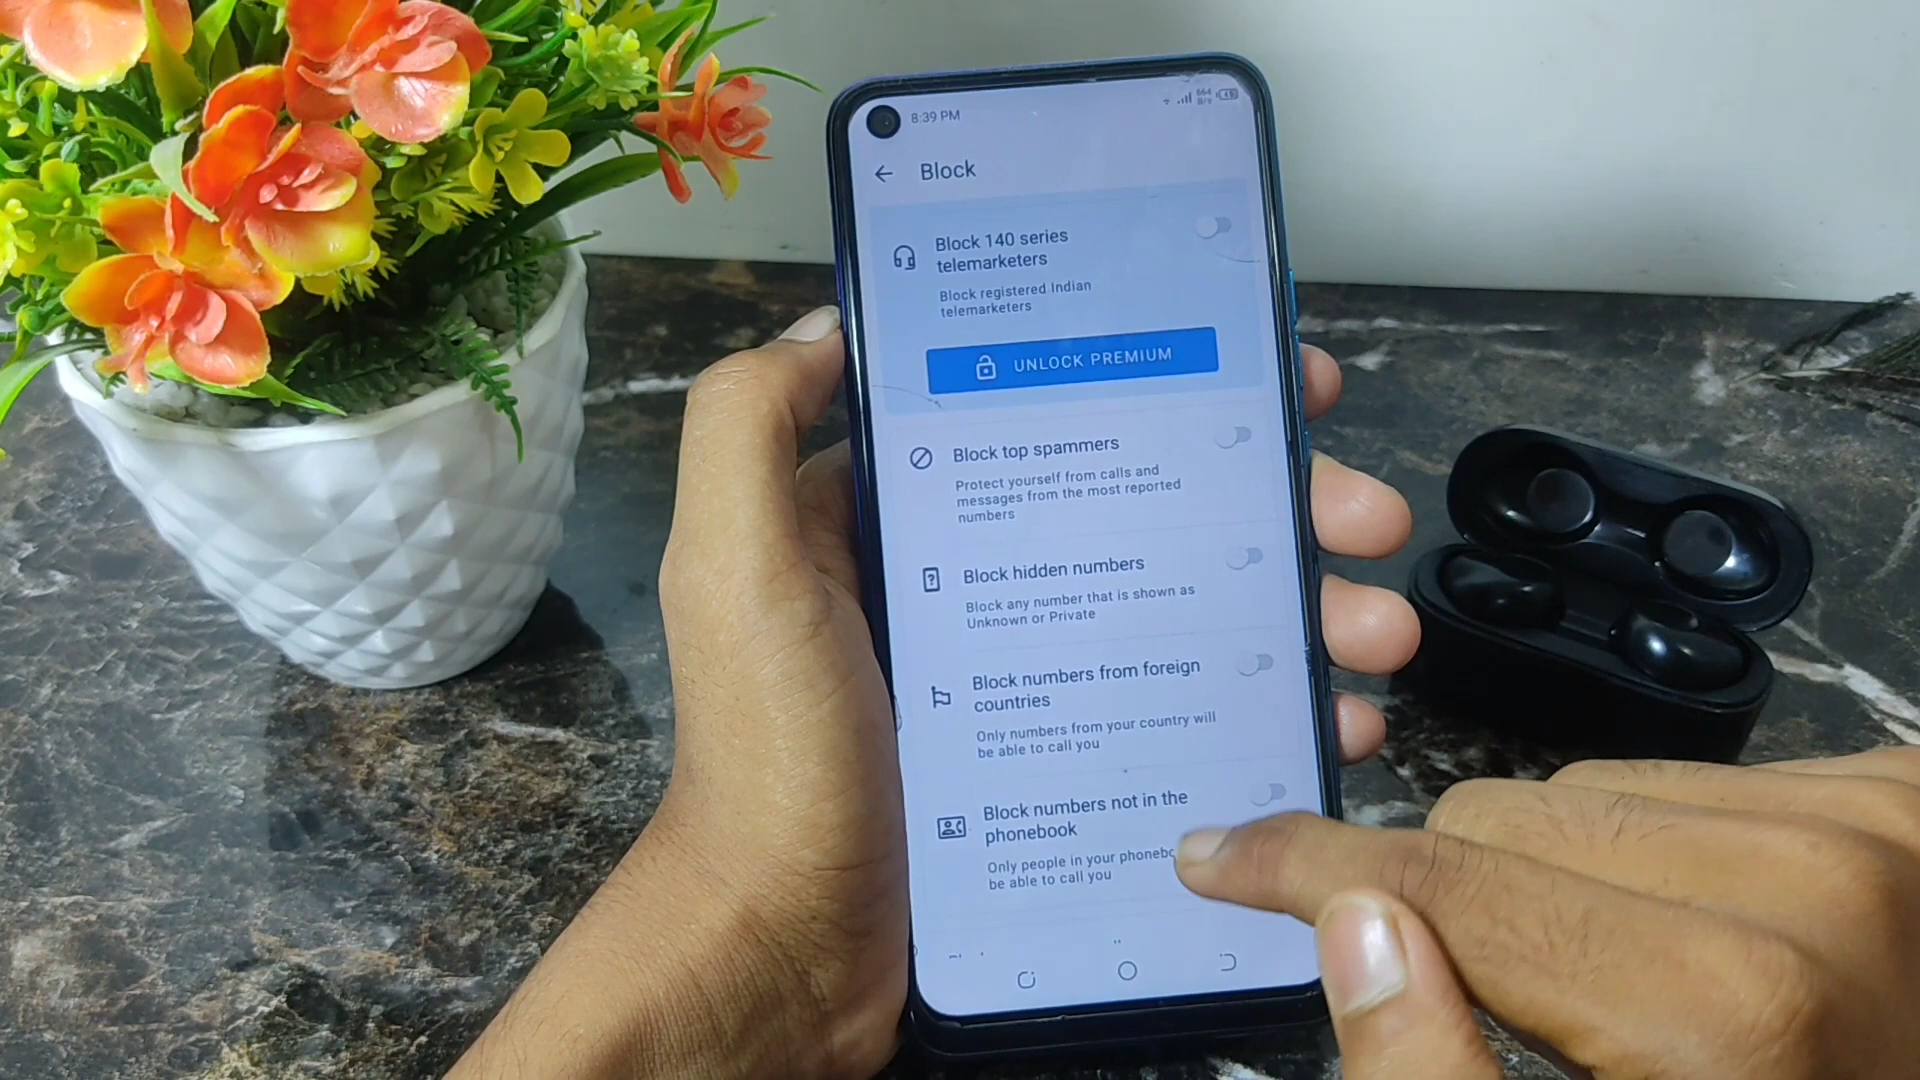 8:39 PM
664
B/s
48
Block
Block 140 series
telemarketers
Block registered Indian
telemarketers
UNLOCK PREMIUM
Block top spammers
Protect yourself from calls and
messages from the most reported
numbers
Block hidden numbers
Block any number that is shown as
Unknown or Private
Block numbers from foreign
countries
Only numbers from your country will
be able to call you
Block numbers not in the
phonebook
Only people in your
be able to call you